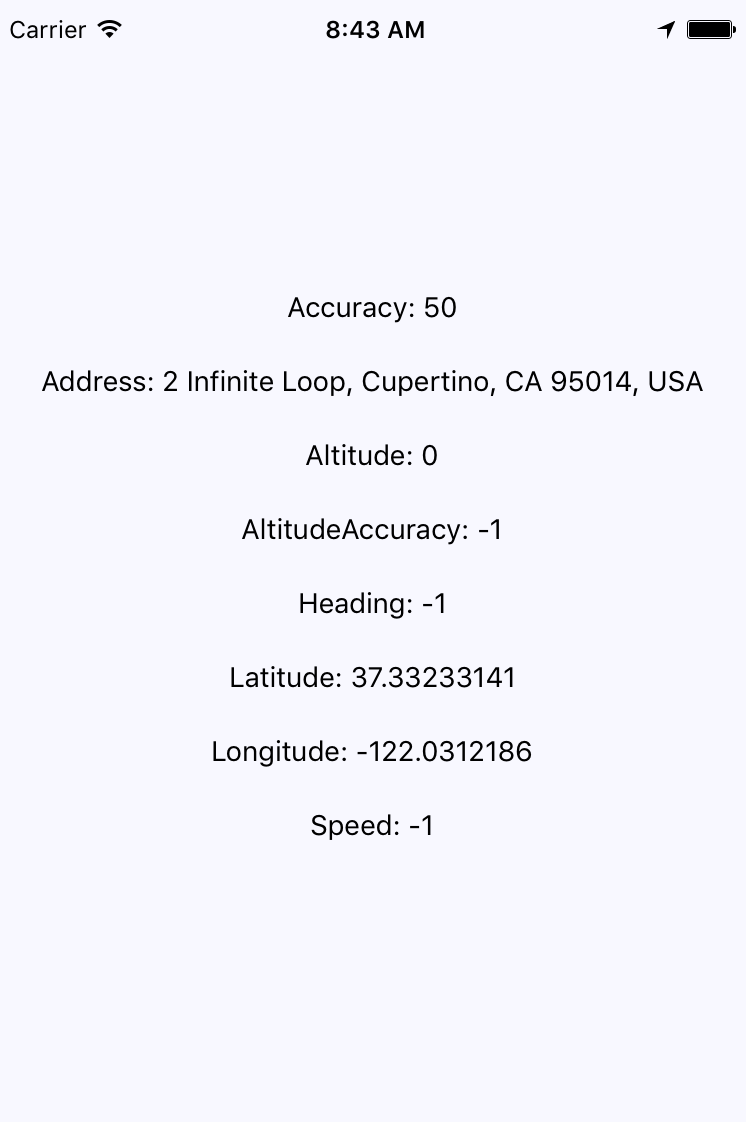 Carrier 8:43 AM
Accuracy: 50
Address: 2 Infinite Loop, Cupertino, CA 95014, USA
Altitude: 0
AltitudeAccuracy: -1
Heading: -1
Latitude: 37.33233141
Longitude: -122.0312186
Speed: -1